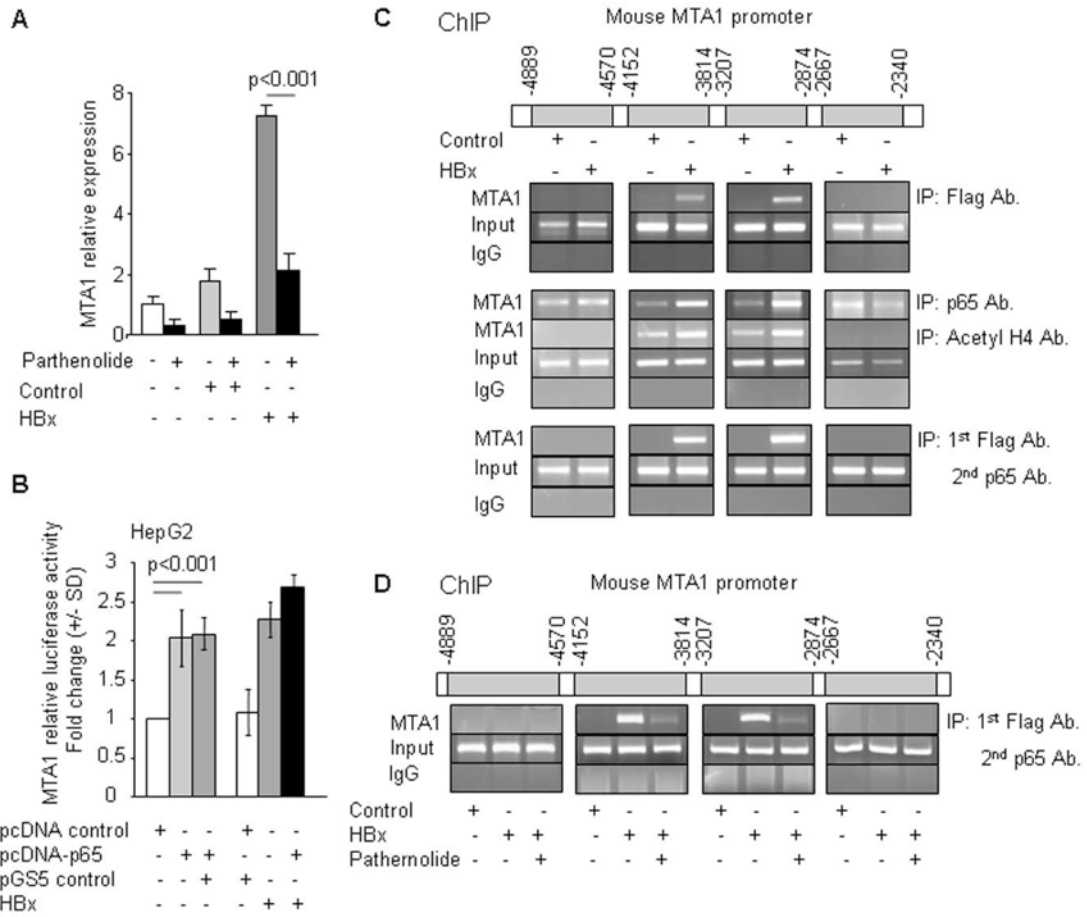 A
p<0.001
MTA1 relative expression
8
6
4
2
0
Parthenolide - + - + - +
Control - - + + - -
HBx - - - - + +
B
HepG2
p<0.001
MTA1 relative luciferase activity
Fold change (+/- SD)
3
2.5
2
1.5
1
0.5
0
pcDNA control + - - + - -
pcDNA-p65 - + + - - +
pGS5 control - - + + - -
HBx - - - - + +
C
ChIP Mouse MTA1 promoter
-4889 -4570 -4152 -3814 -3207 -2874 -2667 -2340
Control + - + - + - + -
HBx - + - + - + - +
MTA1 IP: Flag Ab.
Input
IgG
MTA1 IP: p65 Ab.
MTA1 IP: Acetyl H4 Ab.
Input
IgG
MTA1 IP: 1st Flag Ab.
Input 2nd p65 Ab.
IgG
D
ChIP Mouse MTA1 promoter
-4889 -4570 -4152 -3814 -3207 -2874 -2667 -2340
MTA1 IP: 1st Flag Ab.
Input 2nd p65 Ab.
IgG
Control + - - + - - + - - + - -
HBx - + + - + + - + + - + +
Pathernolide - - + - - + - - + - - +